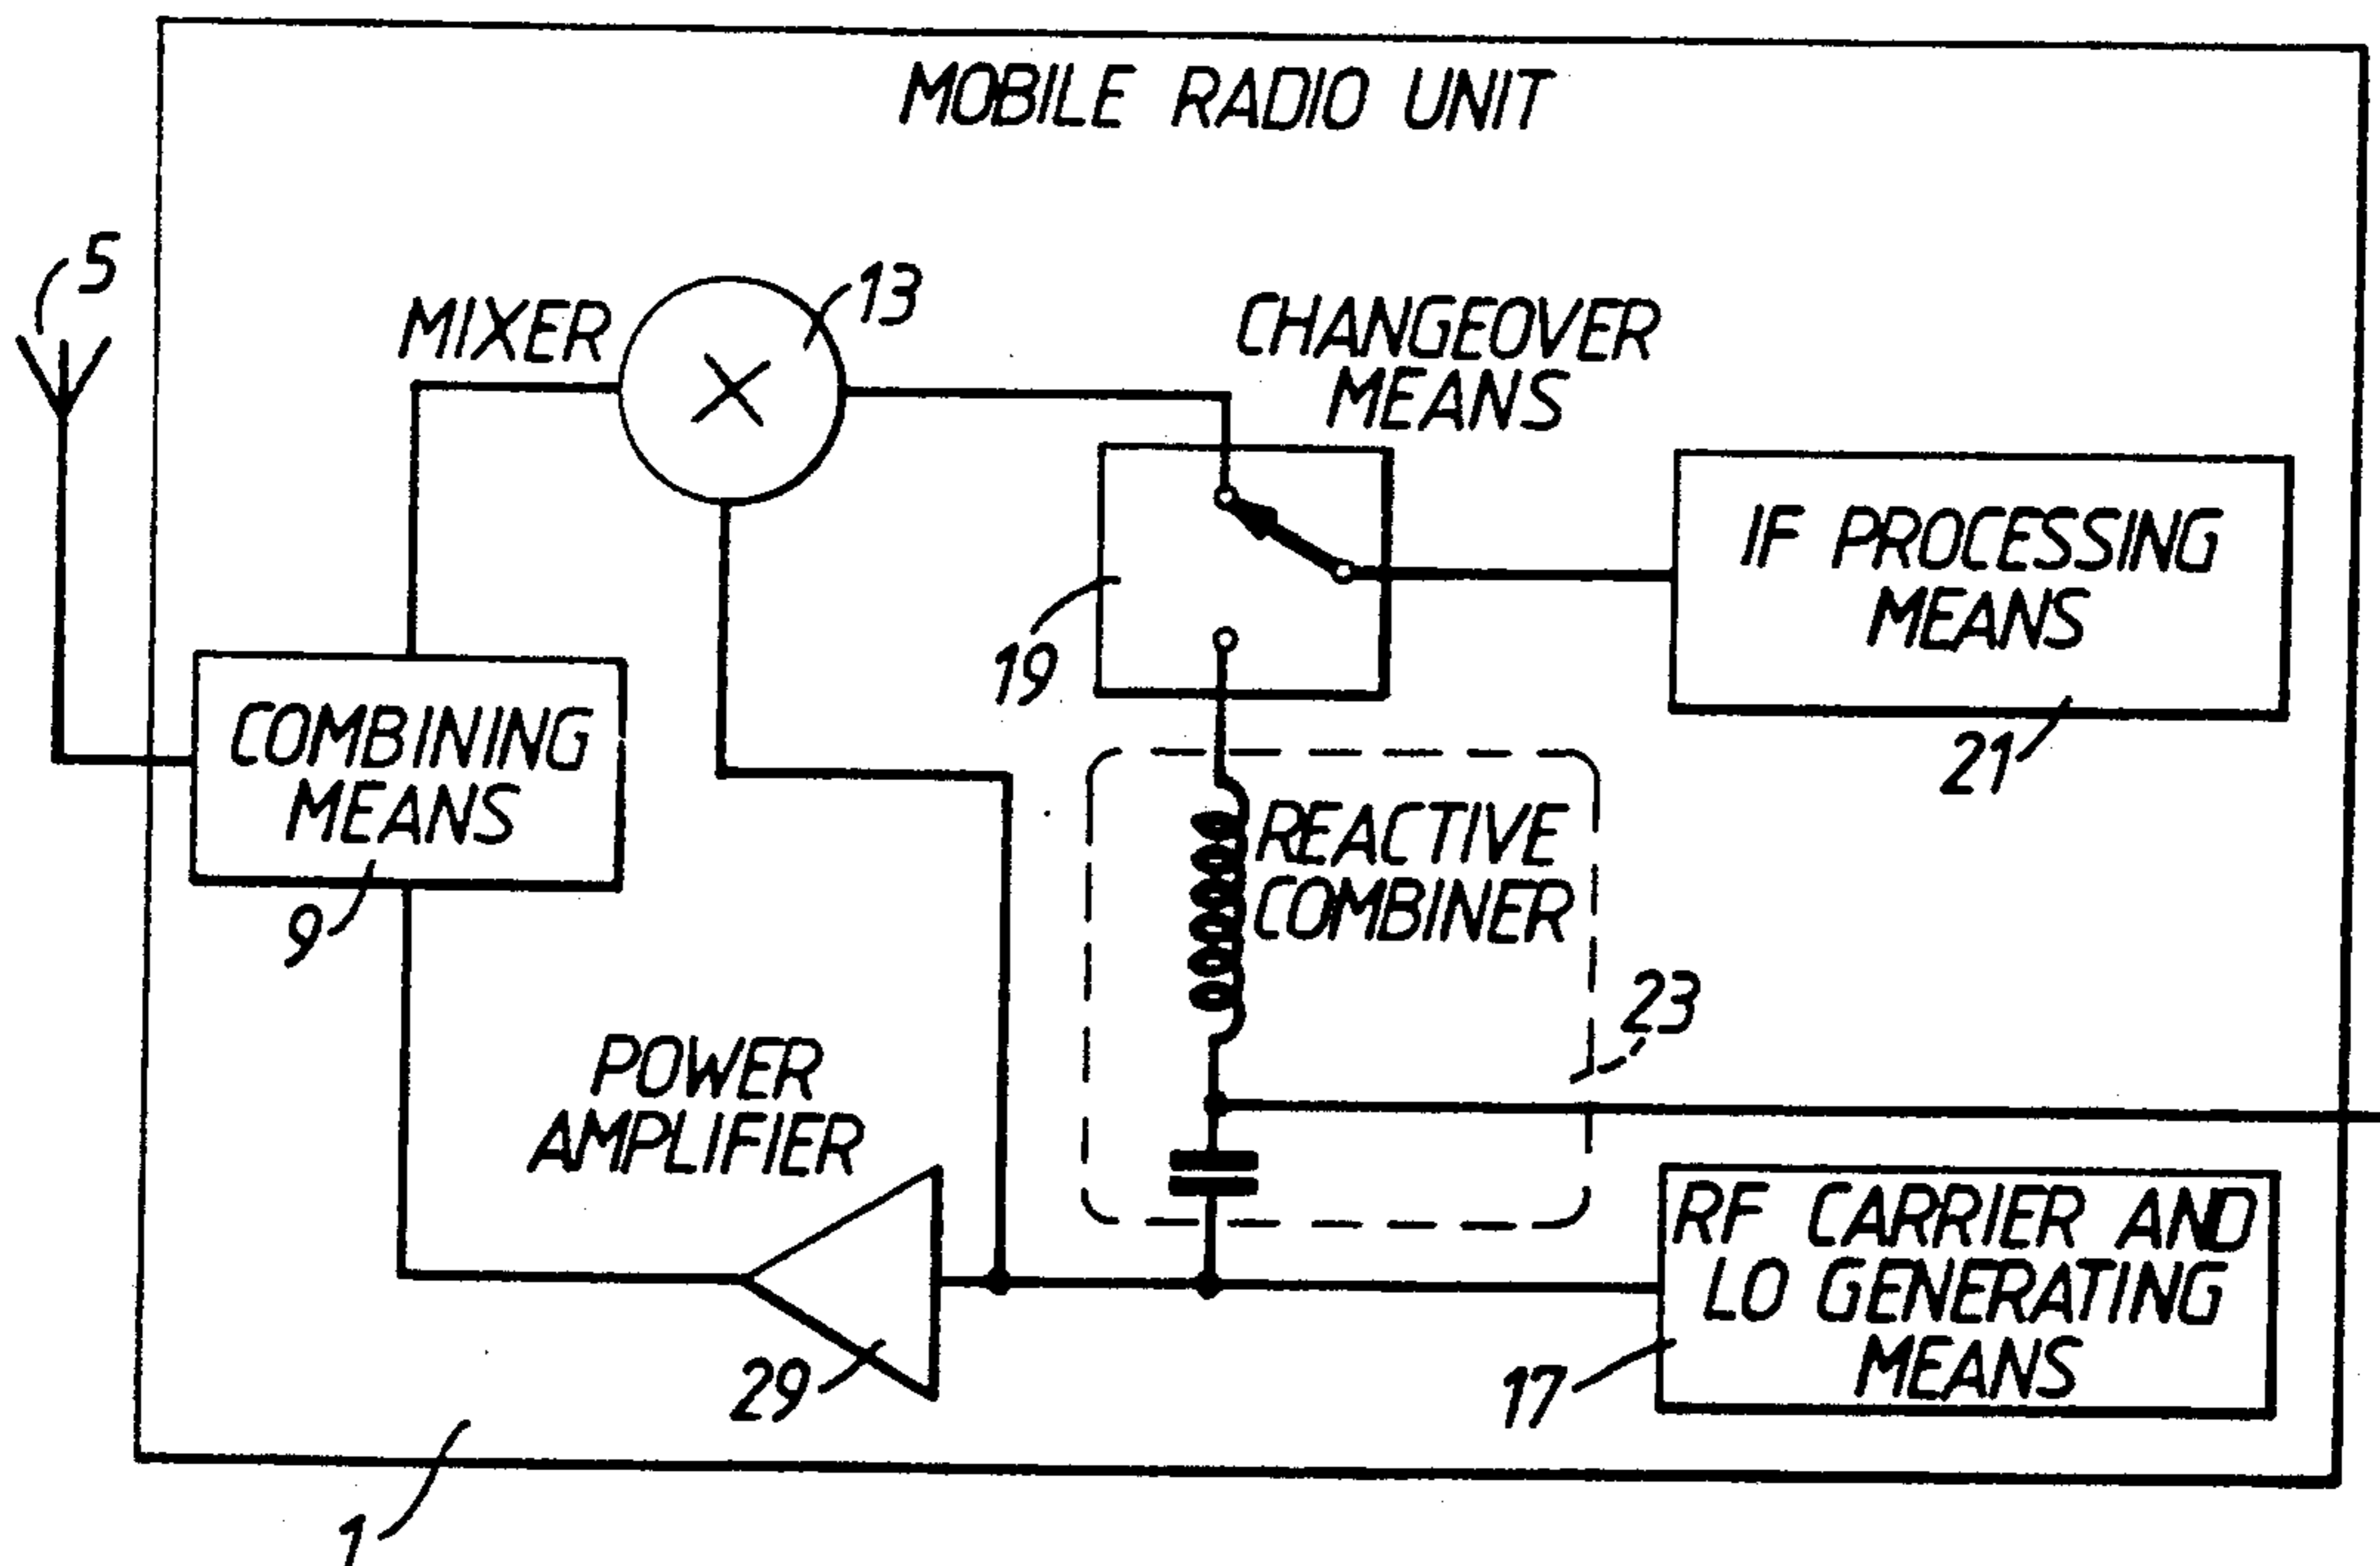 MOBILE RADIO UNIT
5
MIXER
13
CHANGEOVER
MEANS
IF PROCESSING
MEANS
19
21
COMBINING
MEANS
9
REACTIVE
COMBINER
23
POWER
AMPLIFIER
29
RF CARRIER AND
LO GENERATING
MEANS
17
1